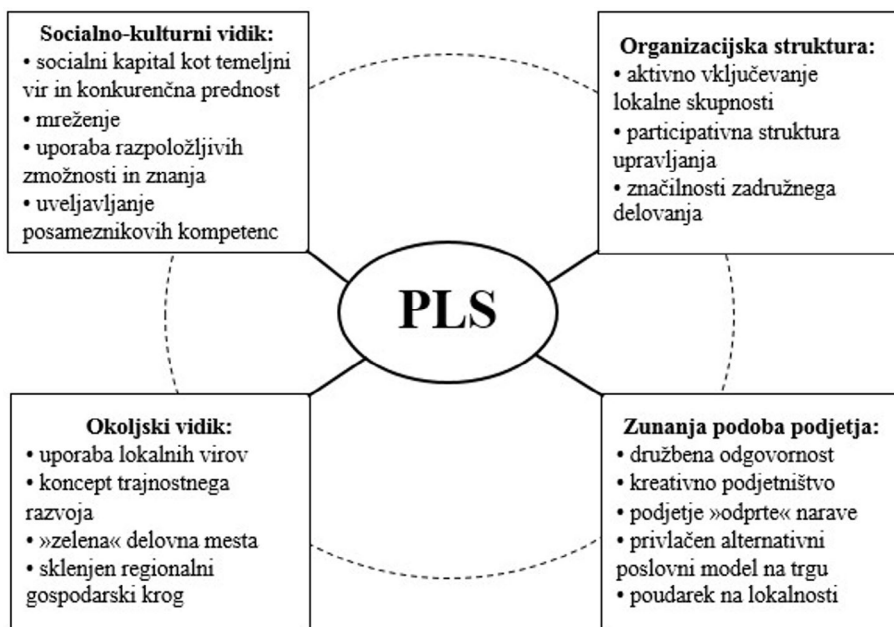 Socialno-kulturni vidik:
• socialni kapital kot temeljni
vir in konkurenčna prednost
• mreženje
• uporaba razpoložljivih
zmožnosti in znanja
• uveljavljanje
posameznikovih kompetenc
Organizacijska struktura:
• aktivno vključevanje
lokalne skupnosti
• participativna struktura
upravljanja
• značilnosti zadružnega
delovanja
PLS
Okoljski vidik:
• uporaba lokalnih virov
• koncept trajnostnega
razvoja
• »zelena« delovna mesta
• sklenjen regionalni
gospodarski krog
Zunanja podoba podjetja:
• družbena odgovornost
• kreativno podjetništvo
• podjetje »odprte« narave
• privlačen alternativni
poslovni model na trgu
• poudarek na lokalnosti